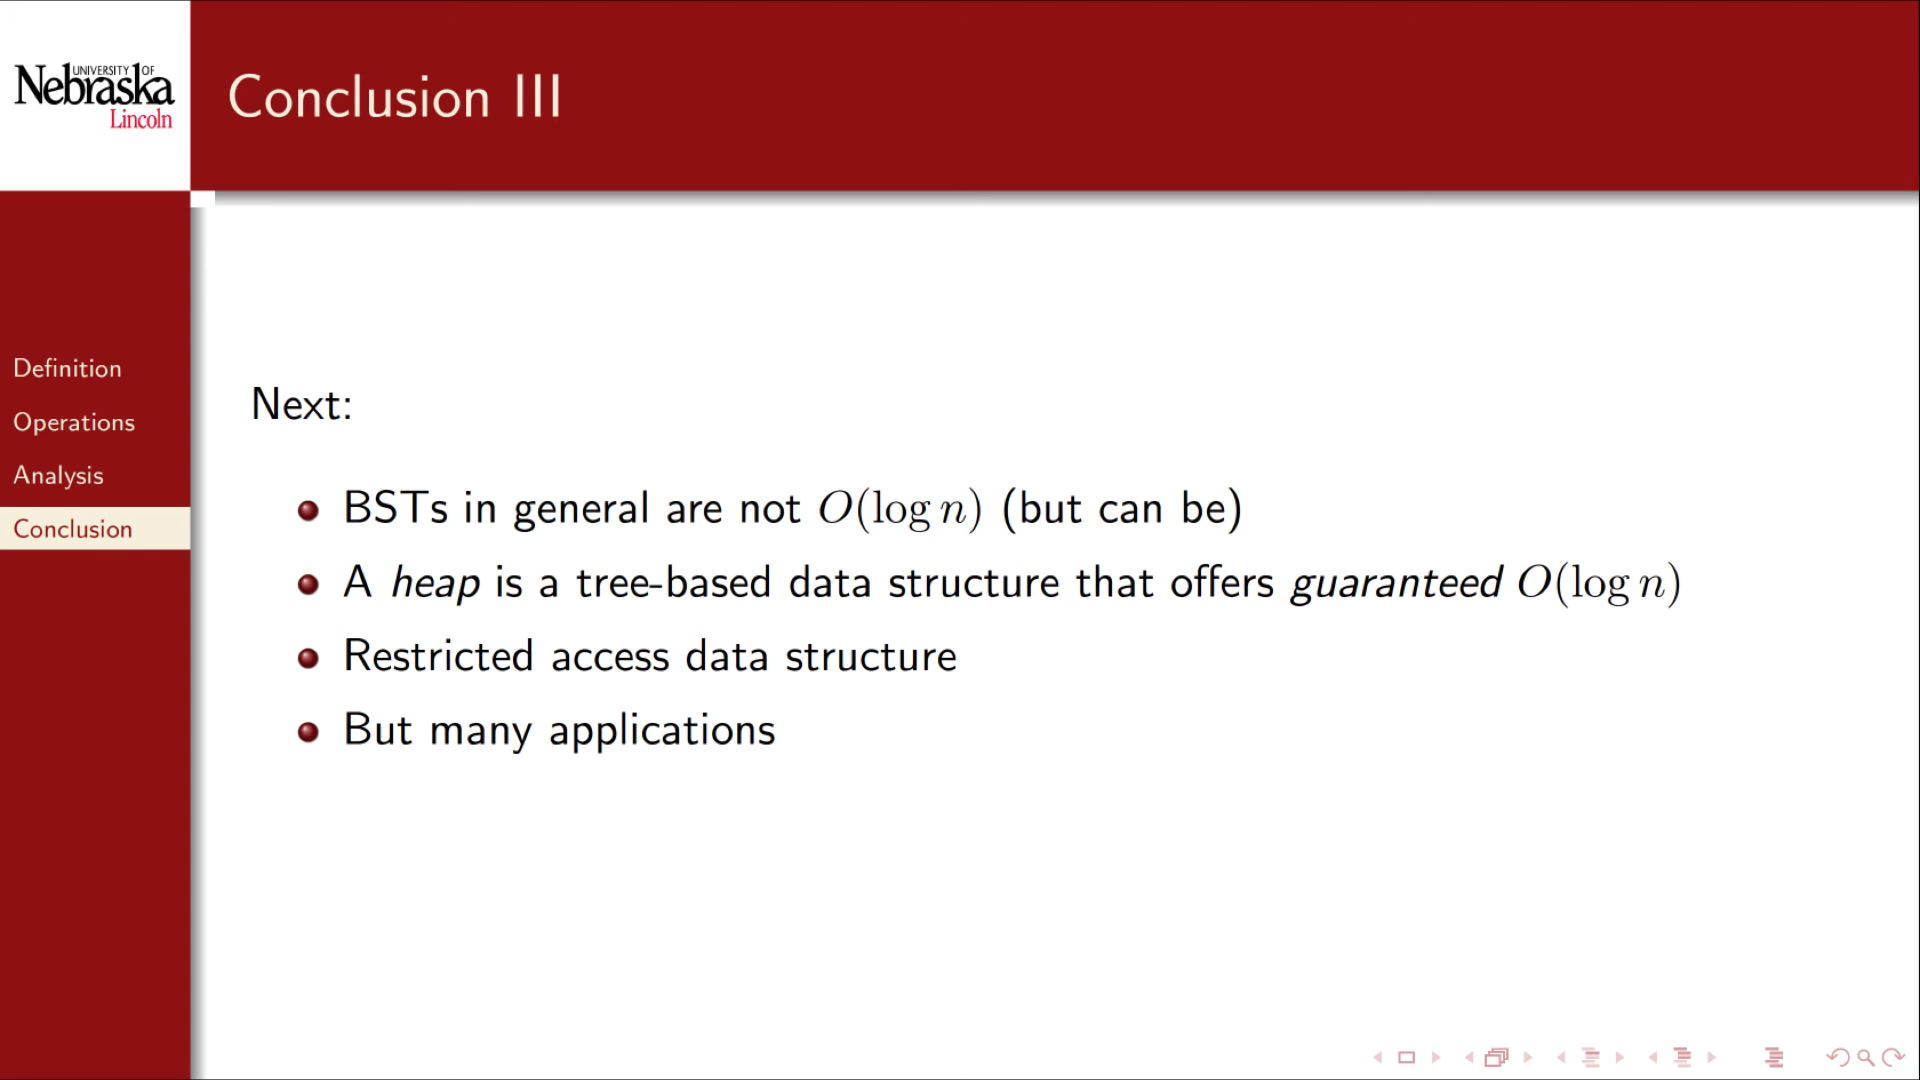 UNIVERSITY OF
Nebraska
Lincoln
Conclusion III
Definition
Operations
Analysis
Conclusion
Next:
BSTs in general are not O(log n) (but can be)
A heap is a tree-based data structure that offers guaranteed O(log n)
Restricted access data structure
But many applications